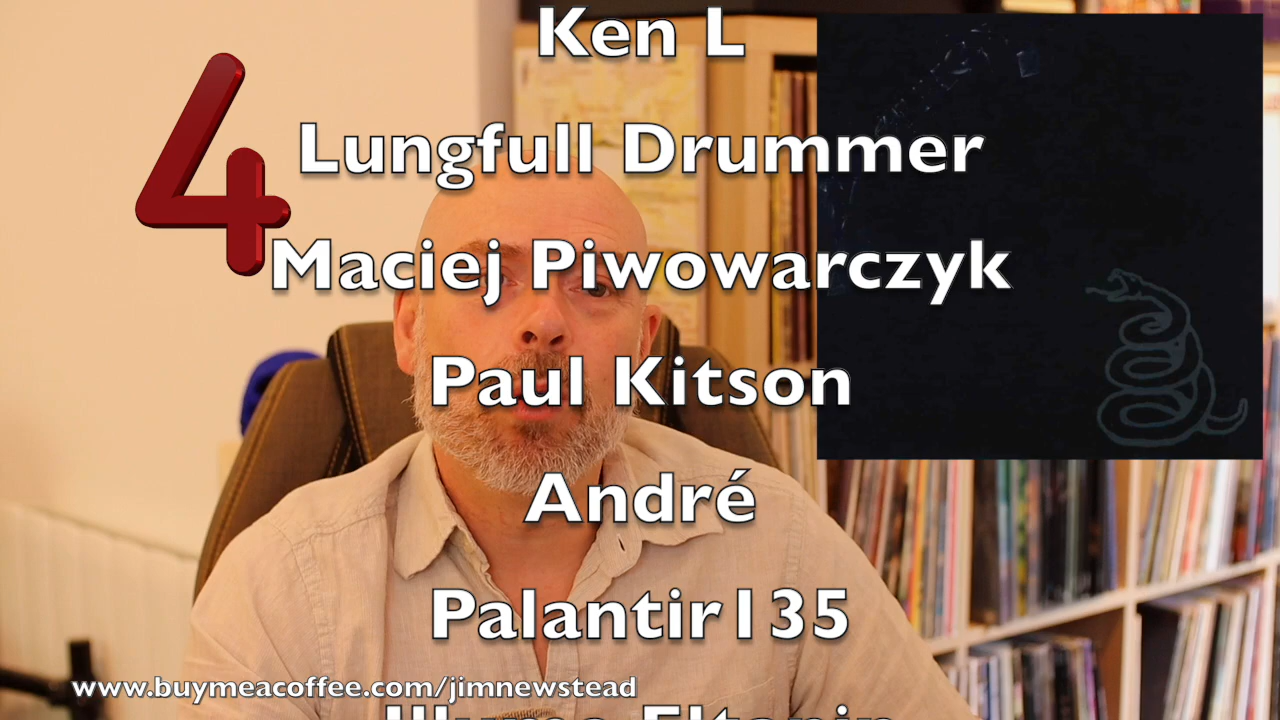 Ken L
4
Lungfull Drummer
Maciej Piwowarczyk
Paul Kitson
André
Palantir135
www.buymeacoffee.com/jimnewstead